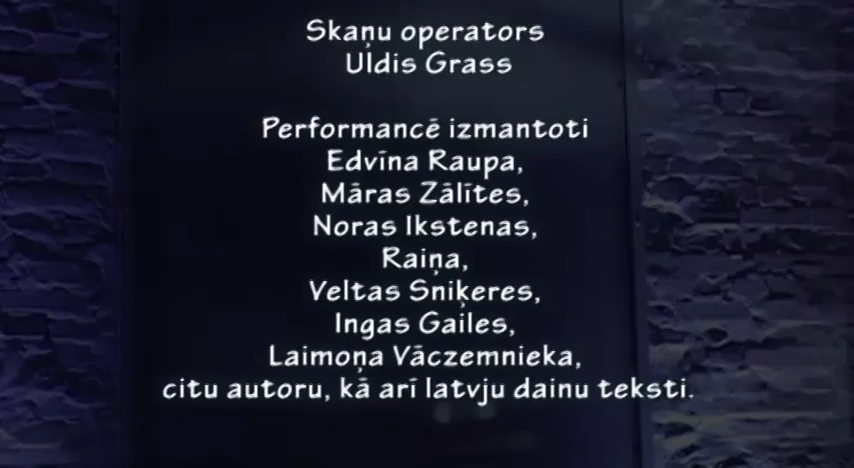 Skaņu operators
Uldis Grass
Performancē izmantoti
Edvīna Raupa,
Māras Zālītes,
Noras Ikstenas,
Raiņa,
Veltas Sniķeres,
Ingas Gailes,
Laimoņa Vāczemnieka,
citu autoru, kā arī latvju dainu teksti.